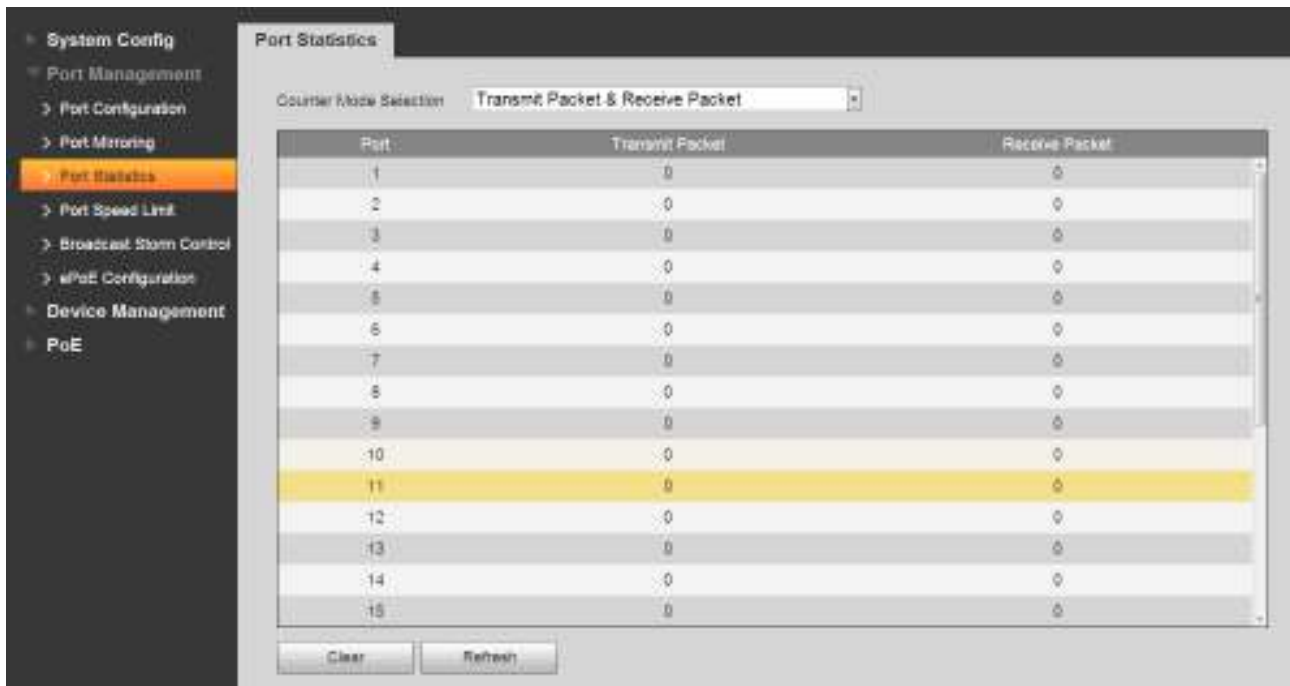 System Config
Port Management
Port Configuration
Port Mirroring
Port Statistics
Port Speed Limit
Broadcast Storm Control
ePoE Configuration
Device Management
PoE
Port Statistics
Counter Mode Selection Transmit Packet & Receive Packet
Port Transmit Packet Receive Packet
1 0 0
2 0 0
3 0 0
4 0 0
5 0 0
6 0 0
7 0 0
8 0 0
9 0 0
10 0 0
11 0 0
12 0 0
13 0 0
14 0 0
15 0 0
Clear Refresh